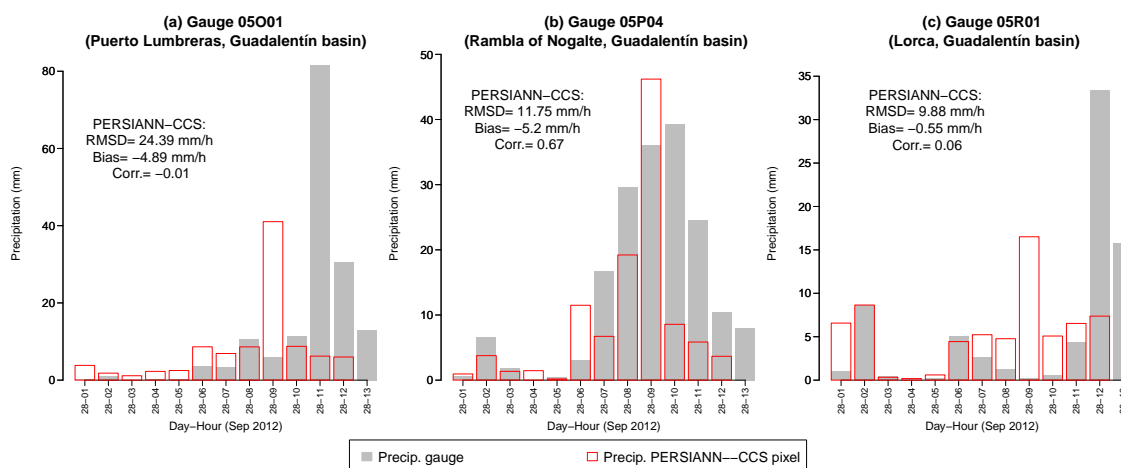 (a) Gauge 05O01
(Puerto Lumbreras, Guadalentín basin)
Precipitation (mm)
80
60
40
20
0
PERSIANN−CCS:
RMSD= 24.39 mm/h
Bias= −4.89 mm/h
Corr.= −0.01
28−01
28−02
28−03
28−04
28−05
28−06
28−07
28−08
28−09
28−10
28−11
28−12
28−13
Day−Hour (Sep 2012)
(b) Gauge 05P04
(Rambla of Nogalte, Guadalentín basin)
Precipitation (mm)
50
40
30
20
10
0
PERSIANN−CCS:
RMSD= 11.75 mm/h
Bias= −5.2 mm/h
Corr.= 0.67
28−01
28−02
28−03
28−04
28−05
28−06
28−07
28−08
28−09
28−10
28−11
28−12
28−13
Day−Hour (Sep 2012)
(c) Gauge 05R01
(Lorca, Guadalentín basin)
Precipitation (mm)
35
30
25
20
15
10
5
0
PERSIANN−CCS:
RMSD= 9.88 mm/h
Bias= −0.55 mm/h
Corr.= 0.06
28−01
28−02
28−03
28−04
28−05
28−06
28−07
28−08
28−09
28−10
28−11
28−12
28−13
Day−Hour (Sep 2012)
Precip. gauge
Precip. PERSIANN−−CCS pixel